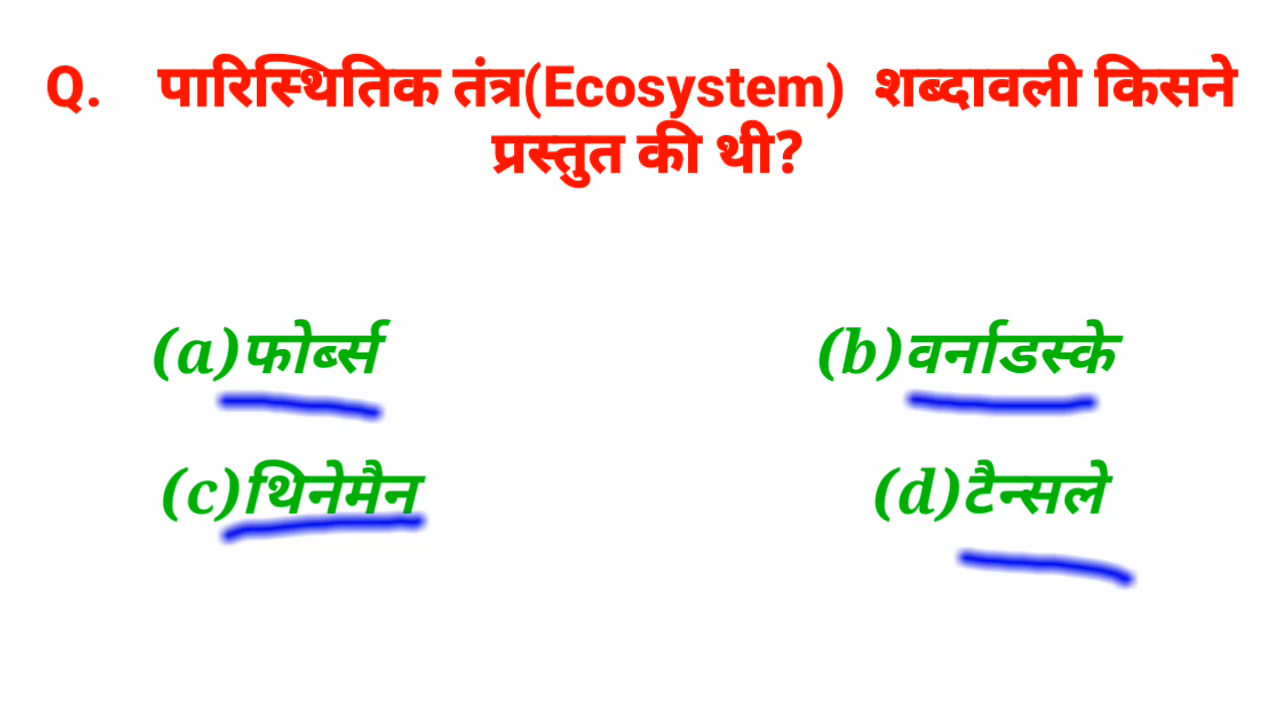 Q. पारिस्थितिक तंत्र(Ecosystem) शब्दावली किसने
प्रस्तुत की थी?
(a)फोर्ब्स (b)वर्नाडस्के
(c)थिनेमैन (d)टैन्सले